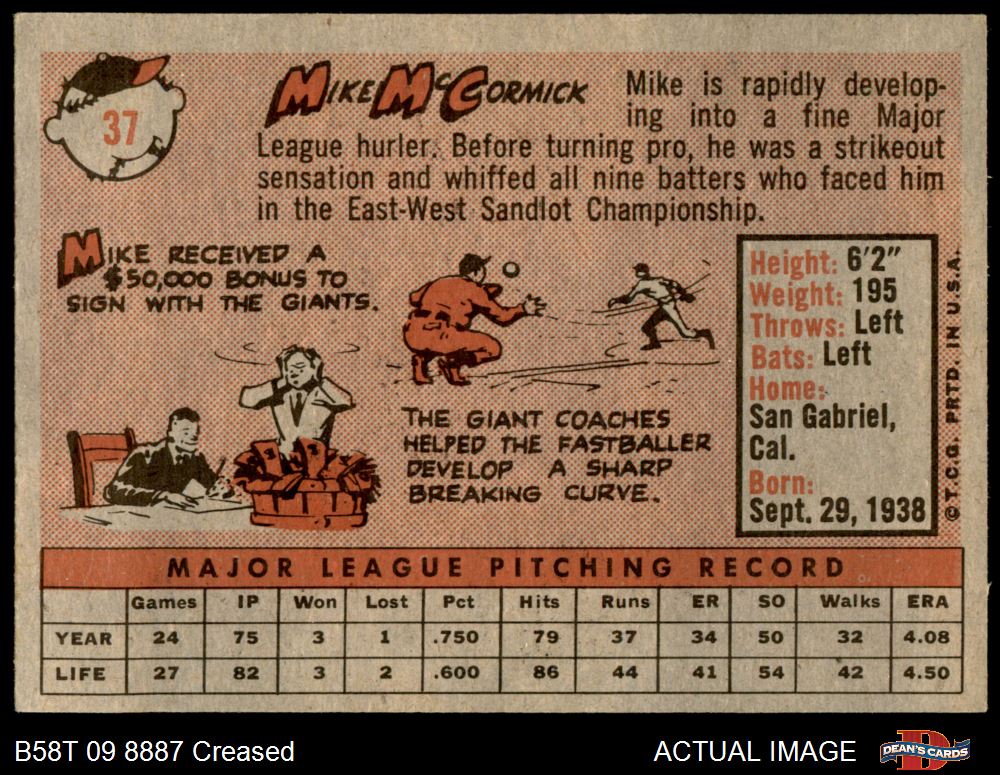 37
MIKE McCORMICK
Mike is rapidly develop-
ing into a fine Major
League hurler. Before turning pro, he was a strikeout
sensation and whiffed all nine batters who faced him
in the East-West Sandlot Championship.
MIKE RECEIVED A
$50,000 BONUS TO
SIGN WITH THE GIANTS.
THE GIANT COACHES
HELPED THE FASTBALLER
DEVELOP A SHARP
BREAKING CURVE.
Height: 6'2"
Weight: 195
Throws: Left
Bats: Left
Home:
San Gabriel,
Cal.
Born:
Sept. 29, 1938
©T.C.G. PRTD. IN U.S.A.
MAJOR LEAGUE PITCHING RECORD
Games IP Won Lost Pct Hits Runs ER SO Walks ERA
YEAR 24 75 3 1 .750 79 37 34 50 32 4.08
LIFE 27 82 3 2 .600 86 44 41 54 42 4.50
B58T 09 8887 Creased
ACTUAL IMAGE
DEAN'S CARDS